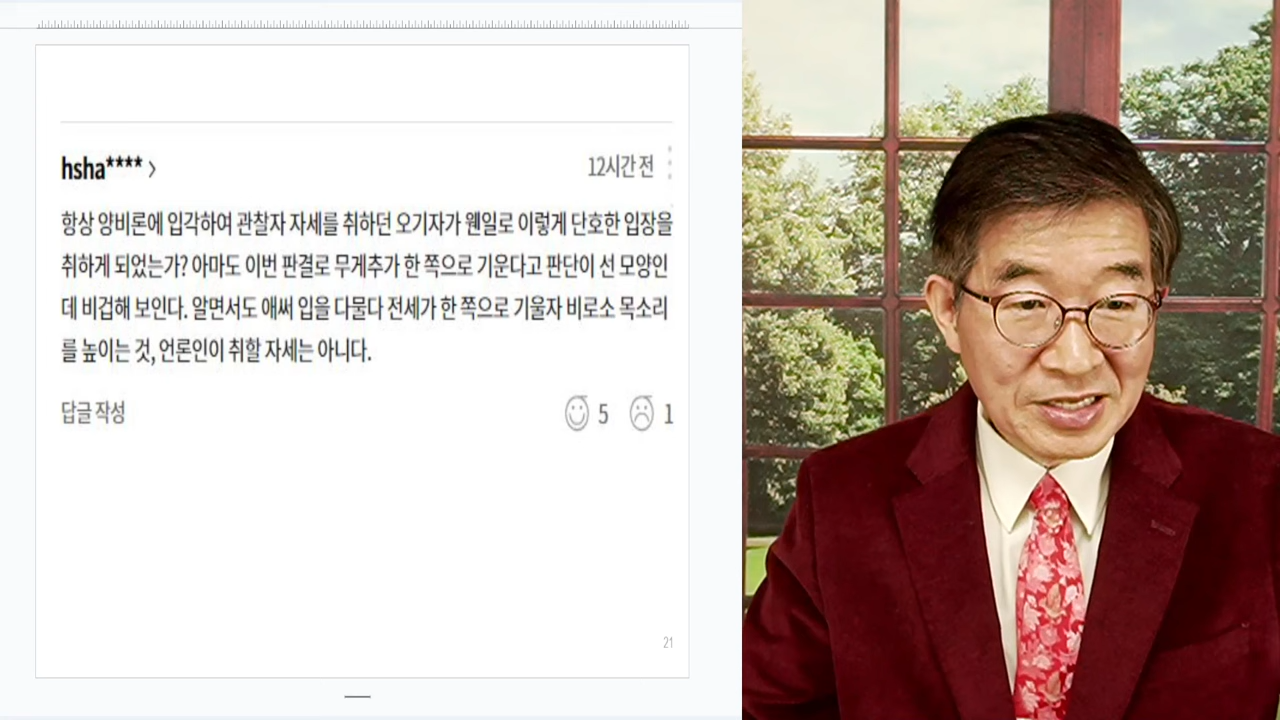 hsha**** 〉
12시간 전
항상 양비론에 입각하여 관찰자 자세를 취하던 오기자가 웬일로 이렇게 단호한 입장을
취하게 되었는가? 아마도 이번 판결로 무게추가 한 쪽으로 기운다고 판단이 선 모양인
데 비겁해 보인다. 알면서도 애써 입을 다물다 전세가 한 쪽으로 기울자 비로소 목소리
를 높이는 것, 언론인이 취할 자세는 아니다.
답글 작성
5
1
21